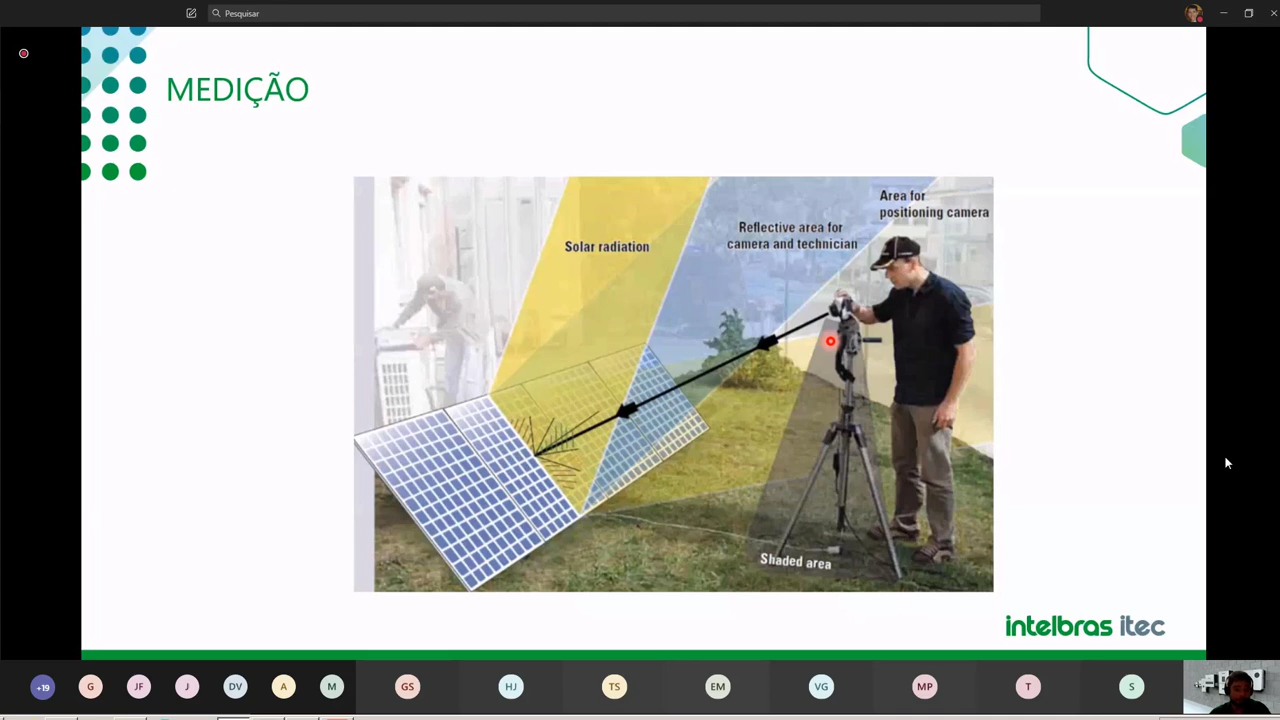 Pesquisar
MEDIÇÃO
Area for
positioning camera
Reflective area for
camera and technician
Solar radiation
Shaded area
intelbras itec
+19
G
JF
J
DV
A
M
GS
HJ
TS
EM
VG
MP
T
S